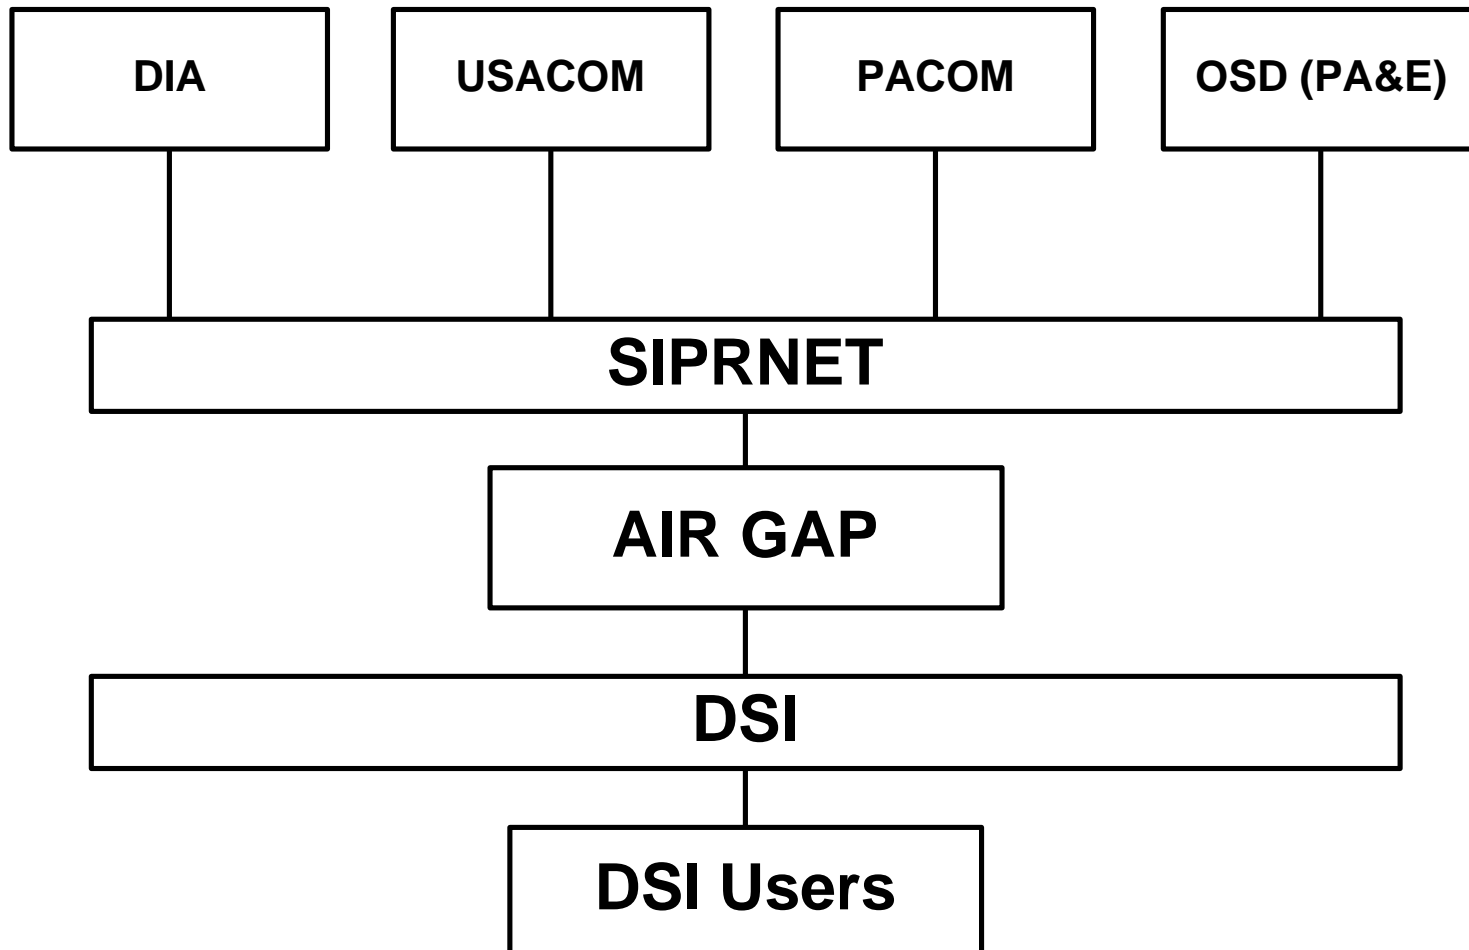 DIA
USACOM
PACOM
OSD (PA&E)
SIPRNET
AIR GAP
DSI
DSI Users